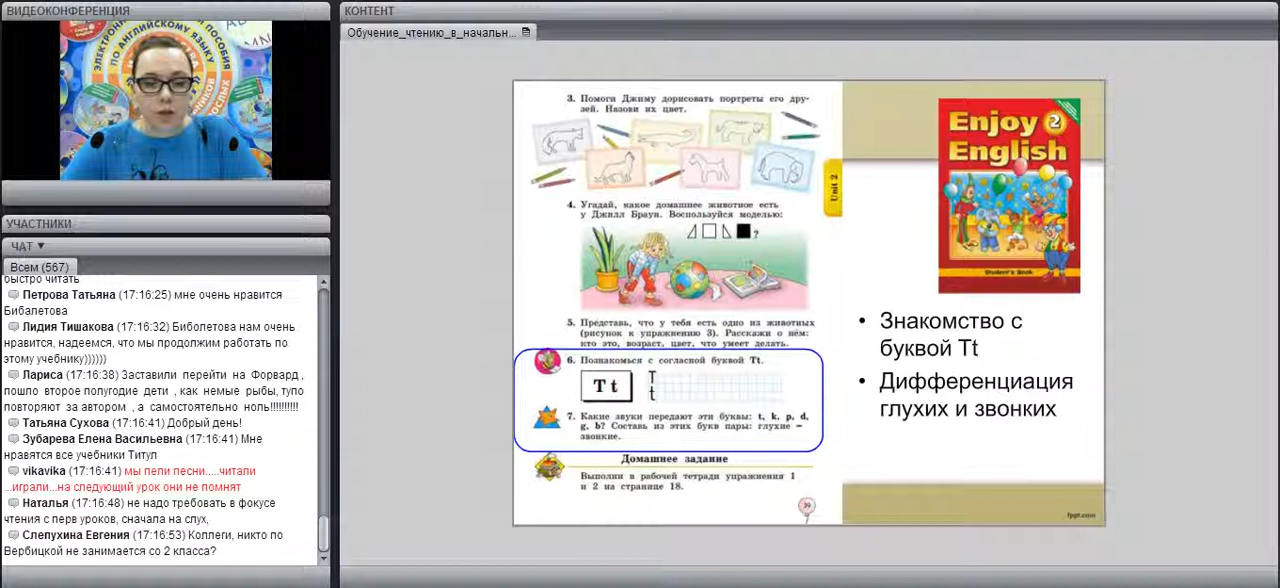 ВИДЕОКОНФЕРЕНЦИЯ
ЭЛЕКТРОНН
ПОСОБИЯ
ПО АНГЛИЙСКОМУ ЯЗЫКУ
УЧАСТНИКИ
ЧАТ ▼
Всем (567)
быстро читать
Петрова Татьяна (17:16:25) мне очень нравится
Бибалетова
Лидия Тишакова (17:16:32) Биболетова нам очень
нравится, надеемся, что мы продолжим работать по
этому учебнику))))))
Лариса (17:16:38) Заставили перейти на Форвард ,
пошло второе полугодие дети , как немые рыбы, тупо
повторяют за автором , а самостоятельно ноль!!!!!!!!!!
Татьяна Сухова (17:16:41) Добрый день!
Зубарева Елена Васильевна (17:16:41) Мне
нравятся все учебники Титул
vikavika (17:16:41) мы пели песни.....читали
...играли...на следующий урок они не помнят
Наталья (17:16:48) не надо требовать в фокусе
чтения с перв уроков, сначала на слух,
Слепухина Евгения (17:16:53) Коллеги, никто по
Вербицкой не занимается со 2 класса?
КОНТЕНТ
Обучение_чтению_в_начальн...
3. Помоги Джиму дорисовать портреты его дру-
зей. Назови их цвет.
4. Угадай, какое домашнее животное есть
у Джилл Браун. Воспользуйся моделью:
?
5. Представь, что у тебя есть одно из животных
(рисунок к упражнению 3). Расскажи о нём:
кто это, возраст, цвет, что умеет делать.
6. Познакомься с согласной буквой Tt.
T t
T
t
7. Какие звуки передают эти буквы: t, k, p, d,
g, b? Составь из этих букв пары: глухие –
звонкие.
Домашнее задание
Выполни в рабочей тетради упражнения 1
и 2 на странице 18.
39
Unit 2
Enjoy 2
English
Student's Book
• Знакомство с
буквой Tt
• Дифференциация
глухих и звонких
fppt.com